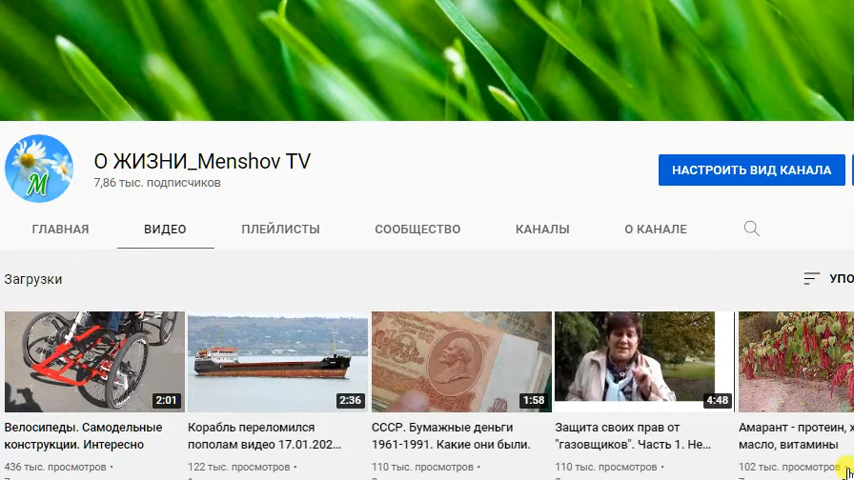 О ЖИЗНИ_Menshov TV
7,86 тыс. подписчиков
НАСТРОИТЬ ВИД КАНАЛА
ГЛАВНАЯ ВИДЕО ПЛЕЙЛИСТЫ СООБЩЕСТВО КАНАЛЫ О КАНАЛЕ
Загрузки
УПО
М
2:01 2:36 1:58 4:48
Велосипеды. Самодельные
конструкции. Интересно
436 тыс. просмотров •
Корабль переломился
пополам видео 17.01.202...
122 тыс. просмотров •
СССР. Бумажные деньги
1961-1991. Какие они были.
110 тыс. просмотров •
Защита своих прав от
"газовщиков". Часть 1. Не...
110 тыс. просмотров •
Амарант - протеин, ж
масло, витамины
102 тыс. просмотров •